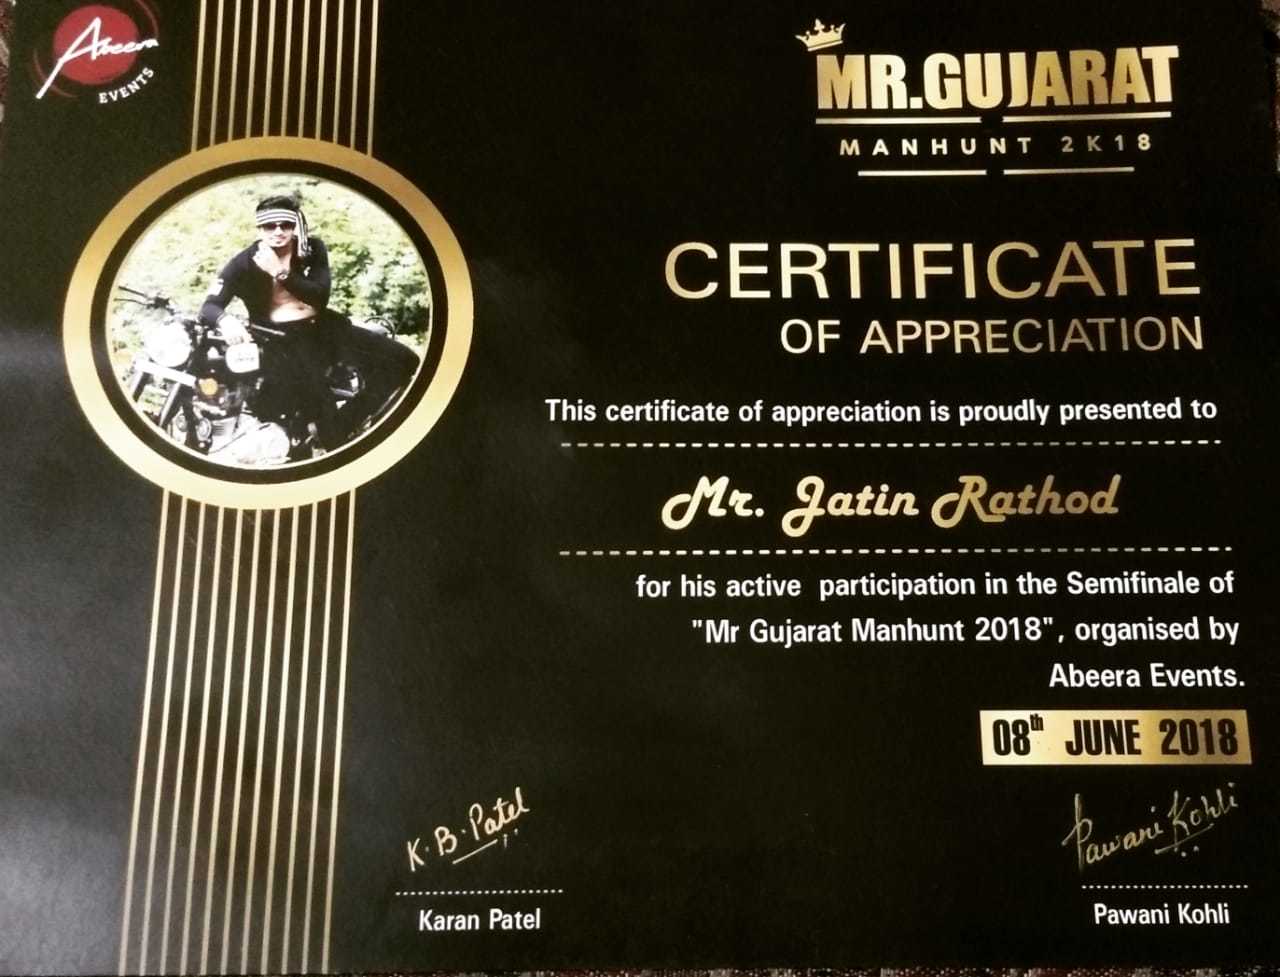 Abeera
EVENTS
MR.GUJARAT
MANHUNT 2K18
CERTIFICATE
OF APPRECIATION
This certificate of appreciation is proudly presented to
Mr. Jatin Rathod
for his active participation in the Semifinale of
"Mr Gujarat Manhunt 2018", organised by
Abeera Events.
08th JUNE 2018
K.B.Patel
Pawani Kohli
Karan Patel
Pawani Kohli